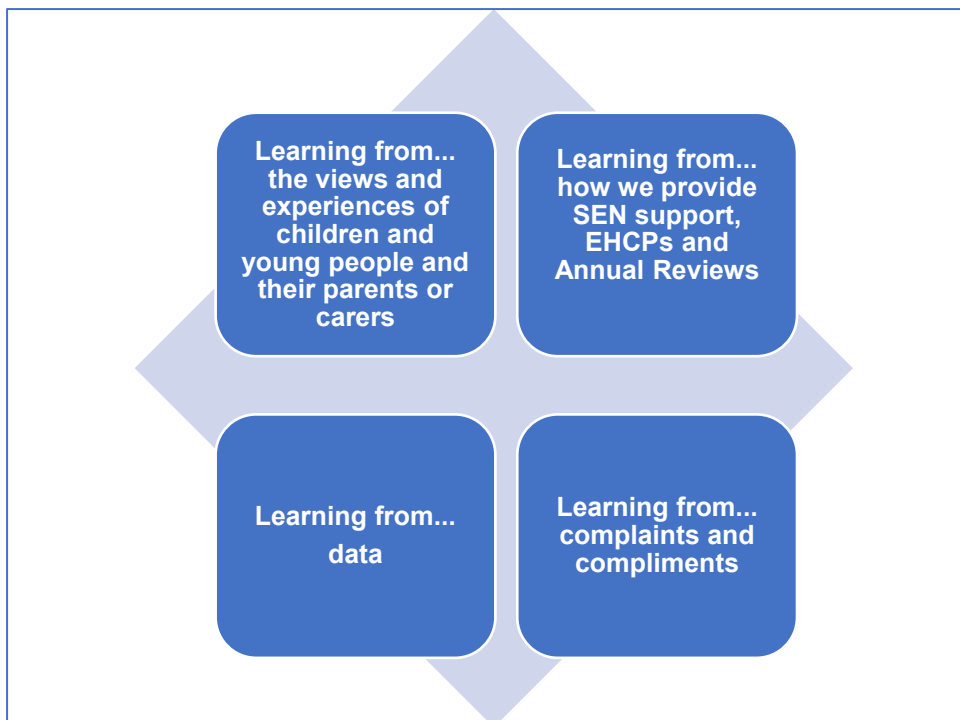 Learning from...
the views and
experiences of
children and
young people and
their parents or
carers
Learning from...
how we provide
SEN support,
EHCPs and
Annual Reviews
Learning from...
data
Learning from...
complaints and
compliments